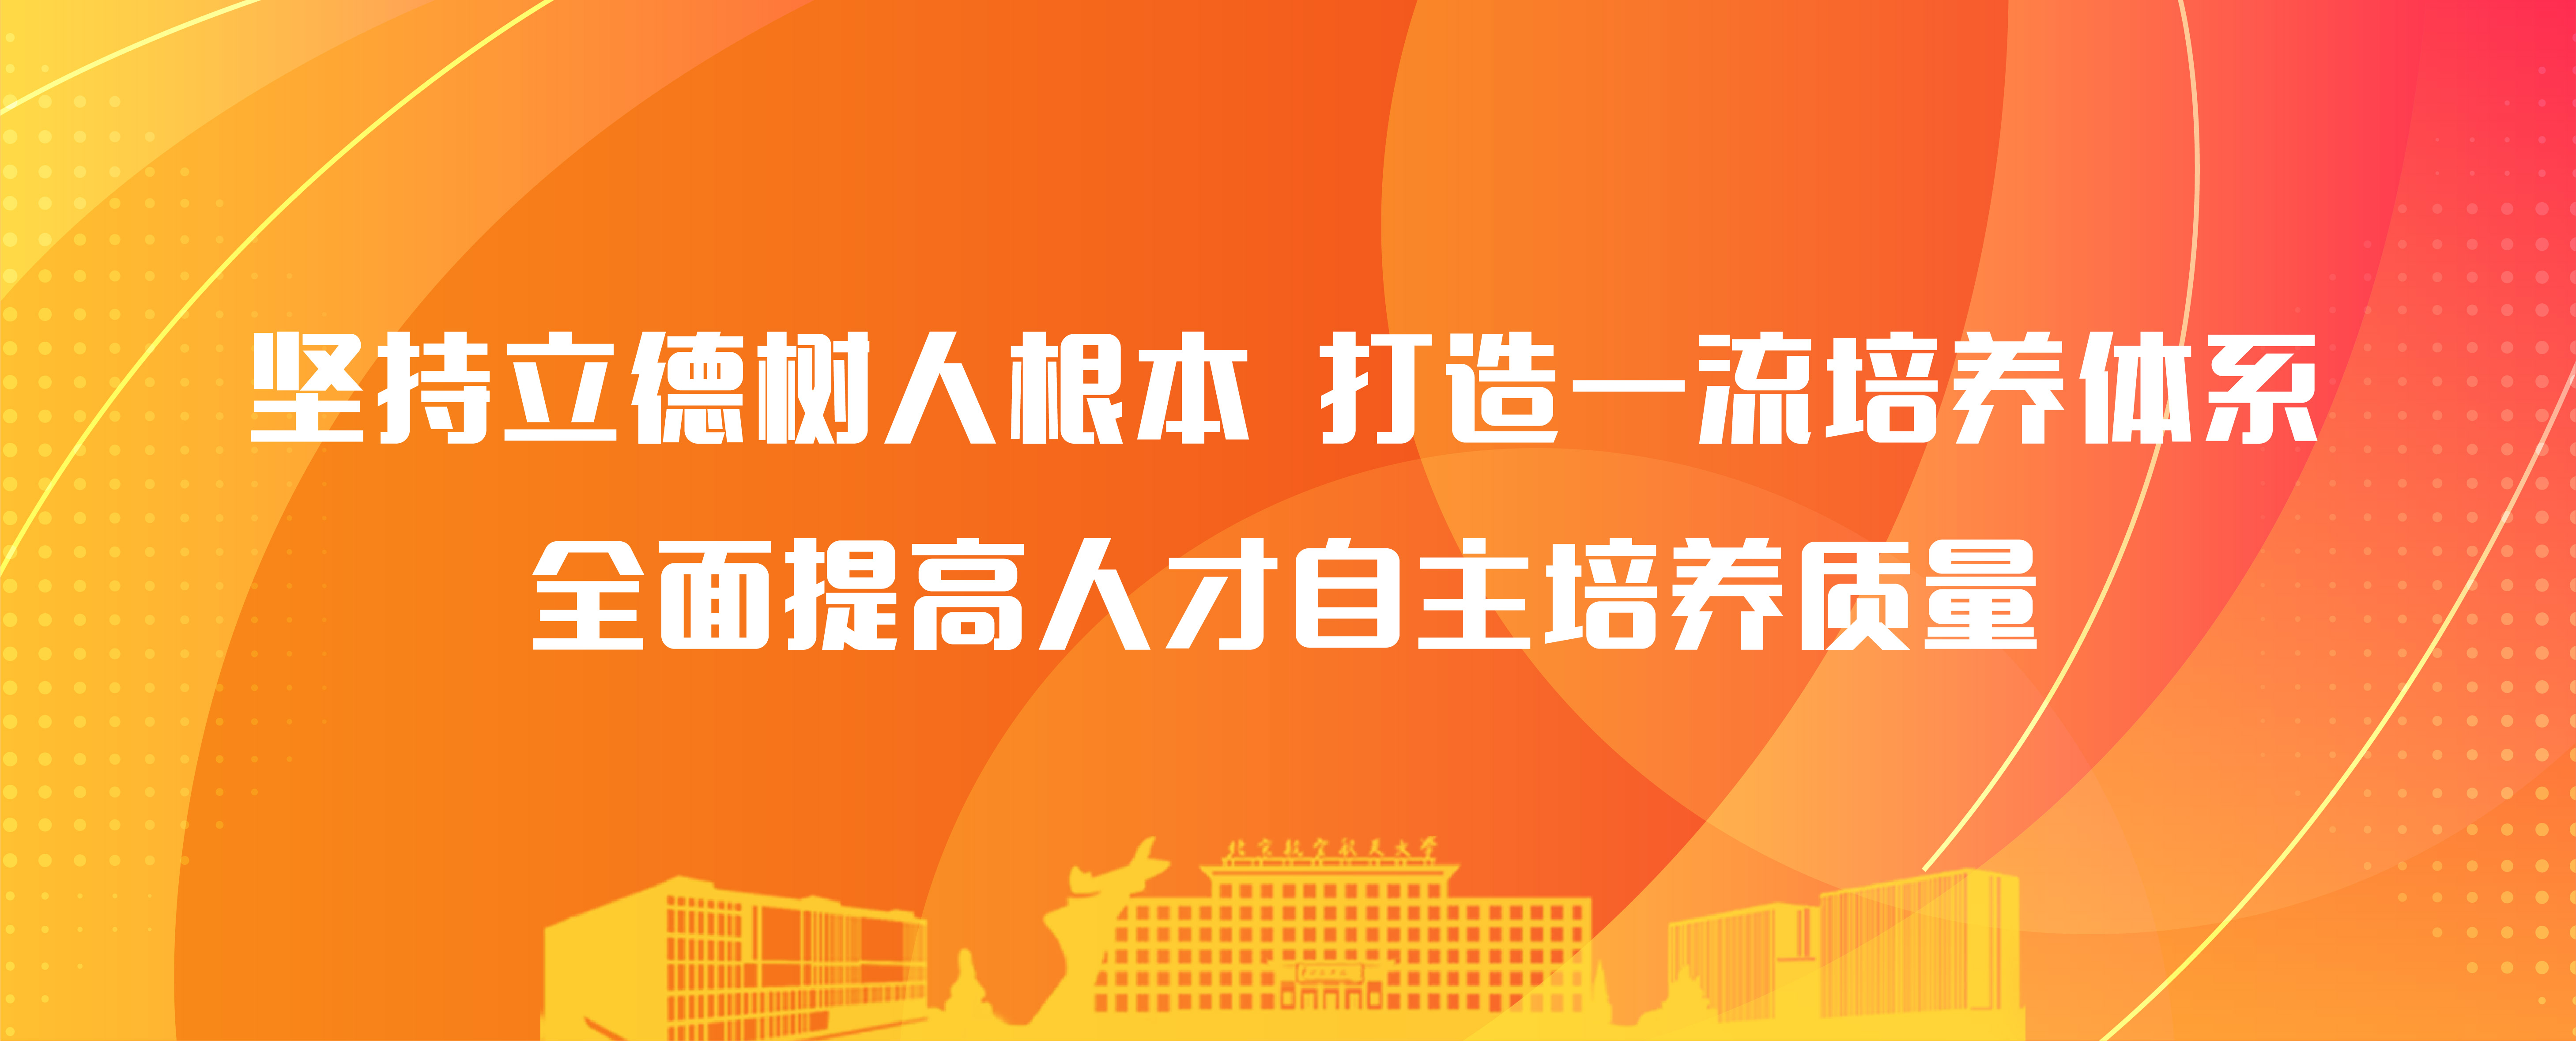 坚持立德树人根本 打造一流培养体系
全面提高人才自主培养质量
北京航空航天大学